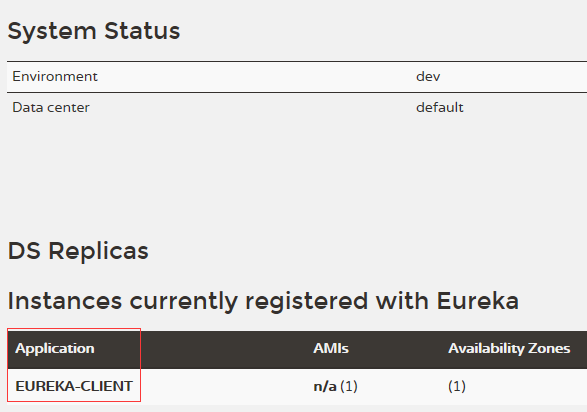 System Status
Environment dev
Data center default
DS Replicas
Instances currently registered with Eureka
Application AMIs Availability Zones
EUREKA-CLIENT n/a (1) (1)